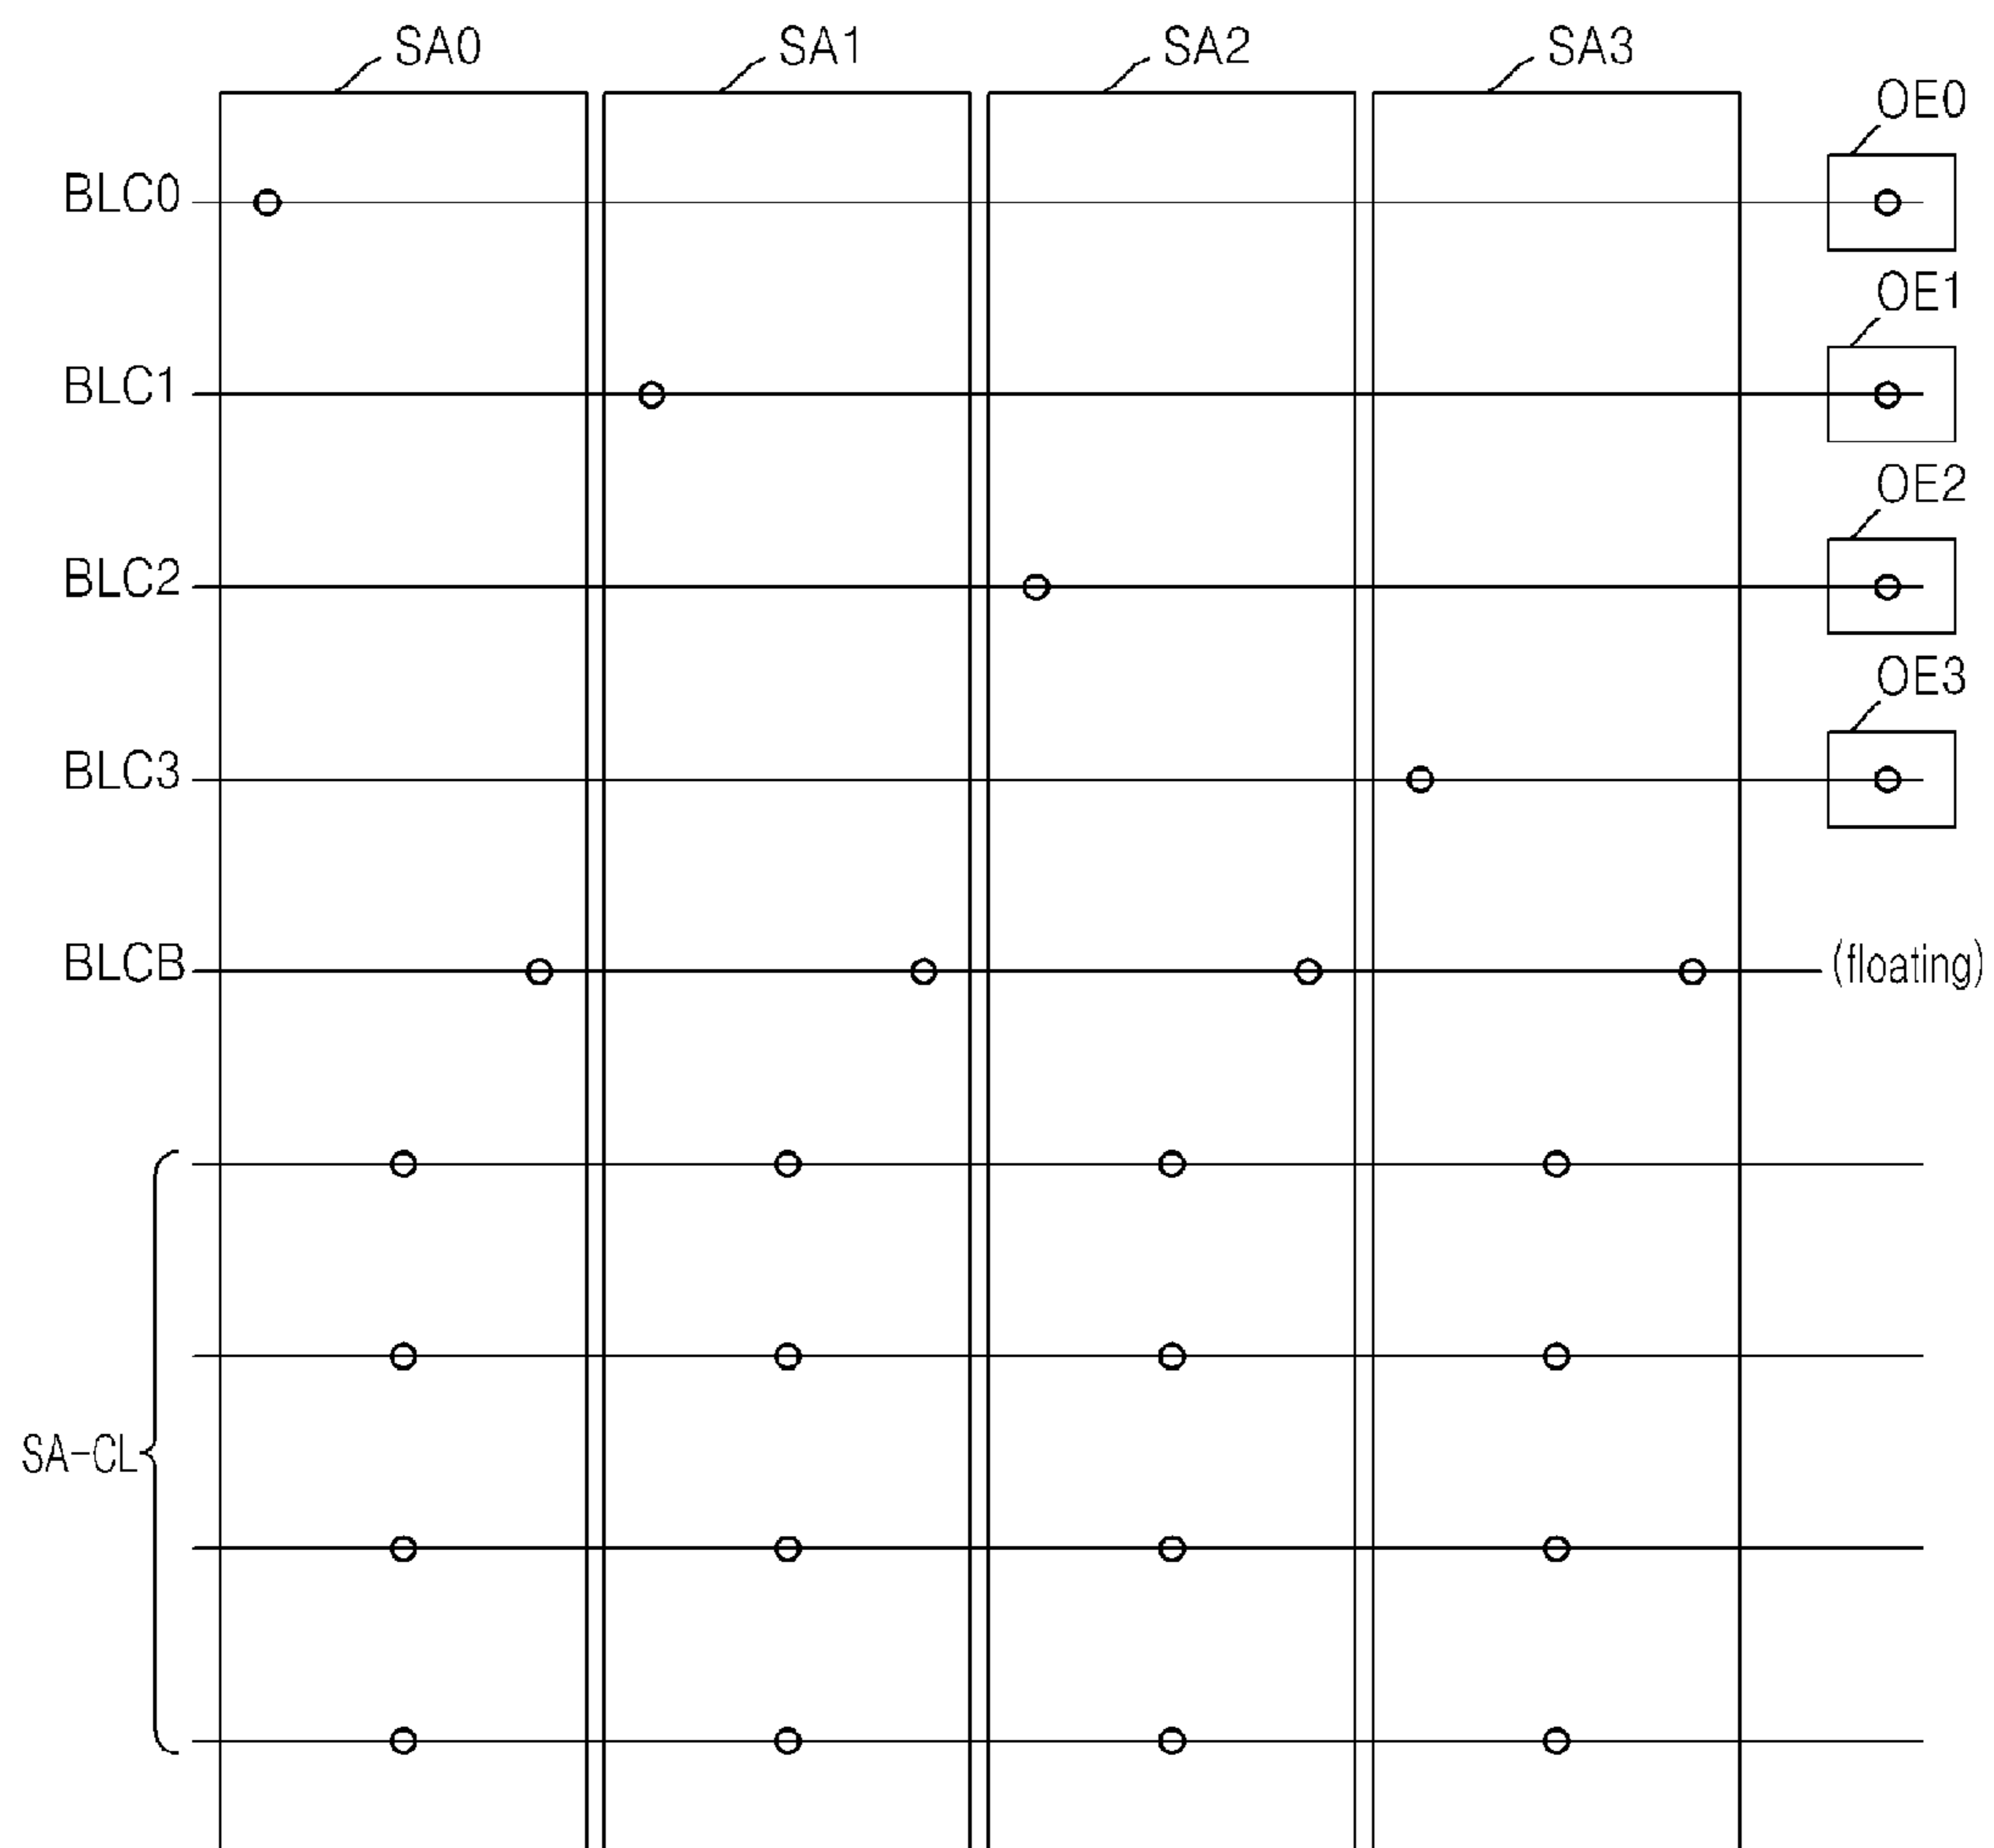 SA0 SA1 SA2 SA3
OE0
BLC0
OE1
BLC1
OE2
BLC2
OE3
BLC3
BLCB (floating)
SA-CL